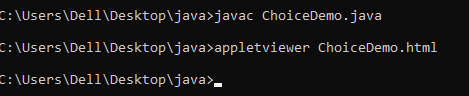 C:\Users\Dell\Desktop\java>javac ChoiceDemo.java
C:\Users\Dell\Desktop\java>appletviewer ChoiceDemo.html
C:\Users\Dell\Desktop\java>